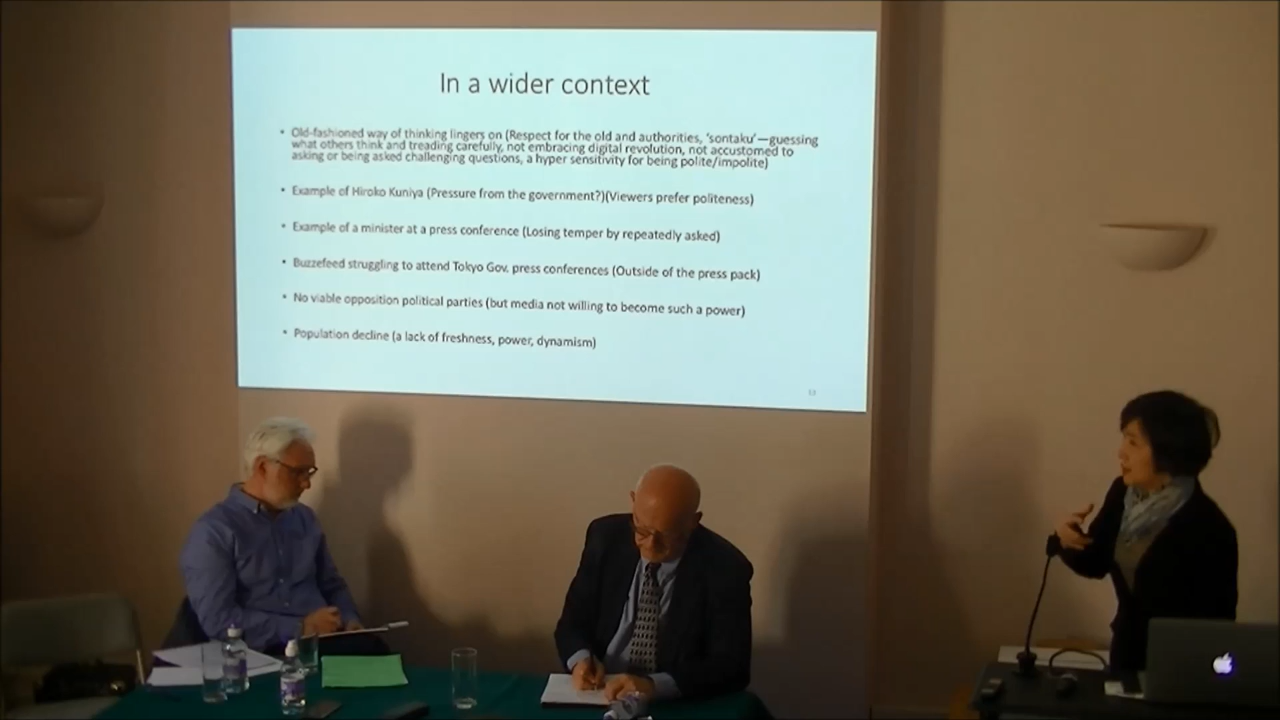 In a wider context
• Old-fashioned way of thinking lingers on (Respect for the old and authorities, 'sontaku'—guessing
what others think and treading carefully, not embracing digital revolution, not accustomed to
asking or being asked challenging questions, a hyper sensitivity for being polite/impolite)
• Example of Hiroko Kuniya (Pressure from the government?)(Viewers prefer politeness)
• Example of a minister at a press conference (Losing temper by repeatedly asked)
• Buzzefeed struggling to attend Tokyo Gov. press conferences (Outside of the press pack)
• No viable opposition political parties (but media not willing to become such a power)
• Population decline (a lack of freshness, power, dynamism)
13